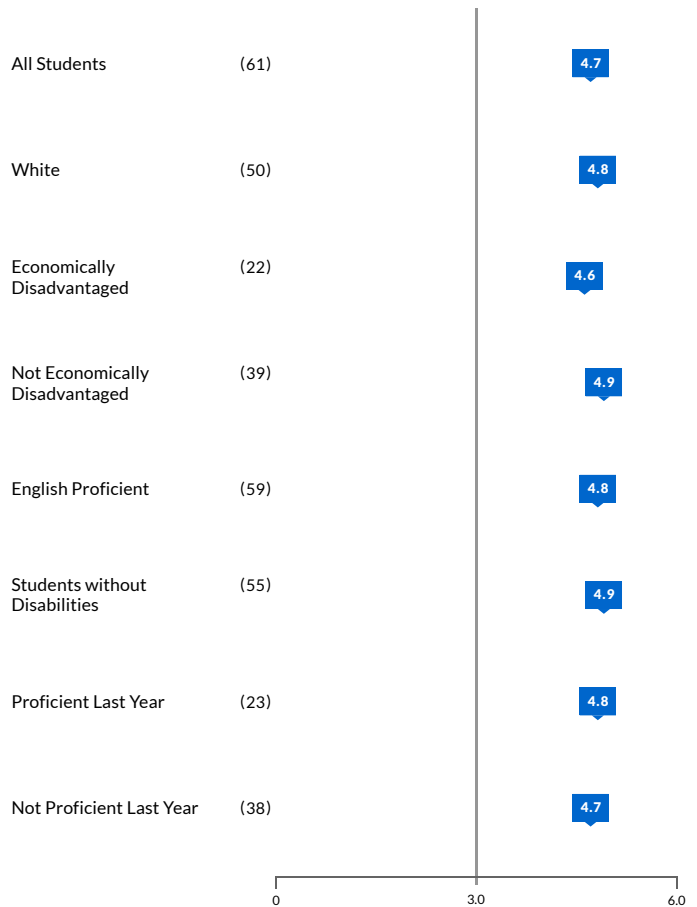 All Students (61) 4.7
White (50) 4.8
Economically (22) 4.6
Disadvantaged
Not Economically (39) 4.9
Disadvantaged
English Proficient (59) 4.8
Students without (55) 4.9
Disabilities
Proficient Last Year (23) 4.8
Not Proficient Last Year (38) 4.7
0 3.0 6.0